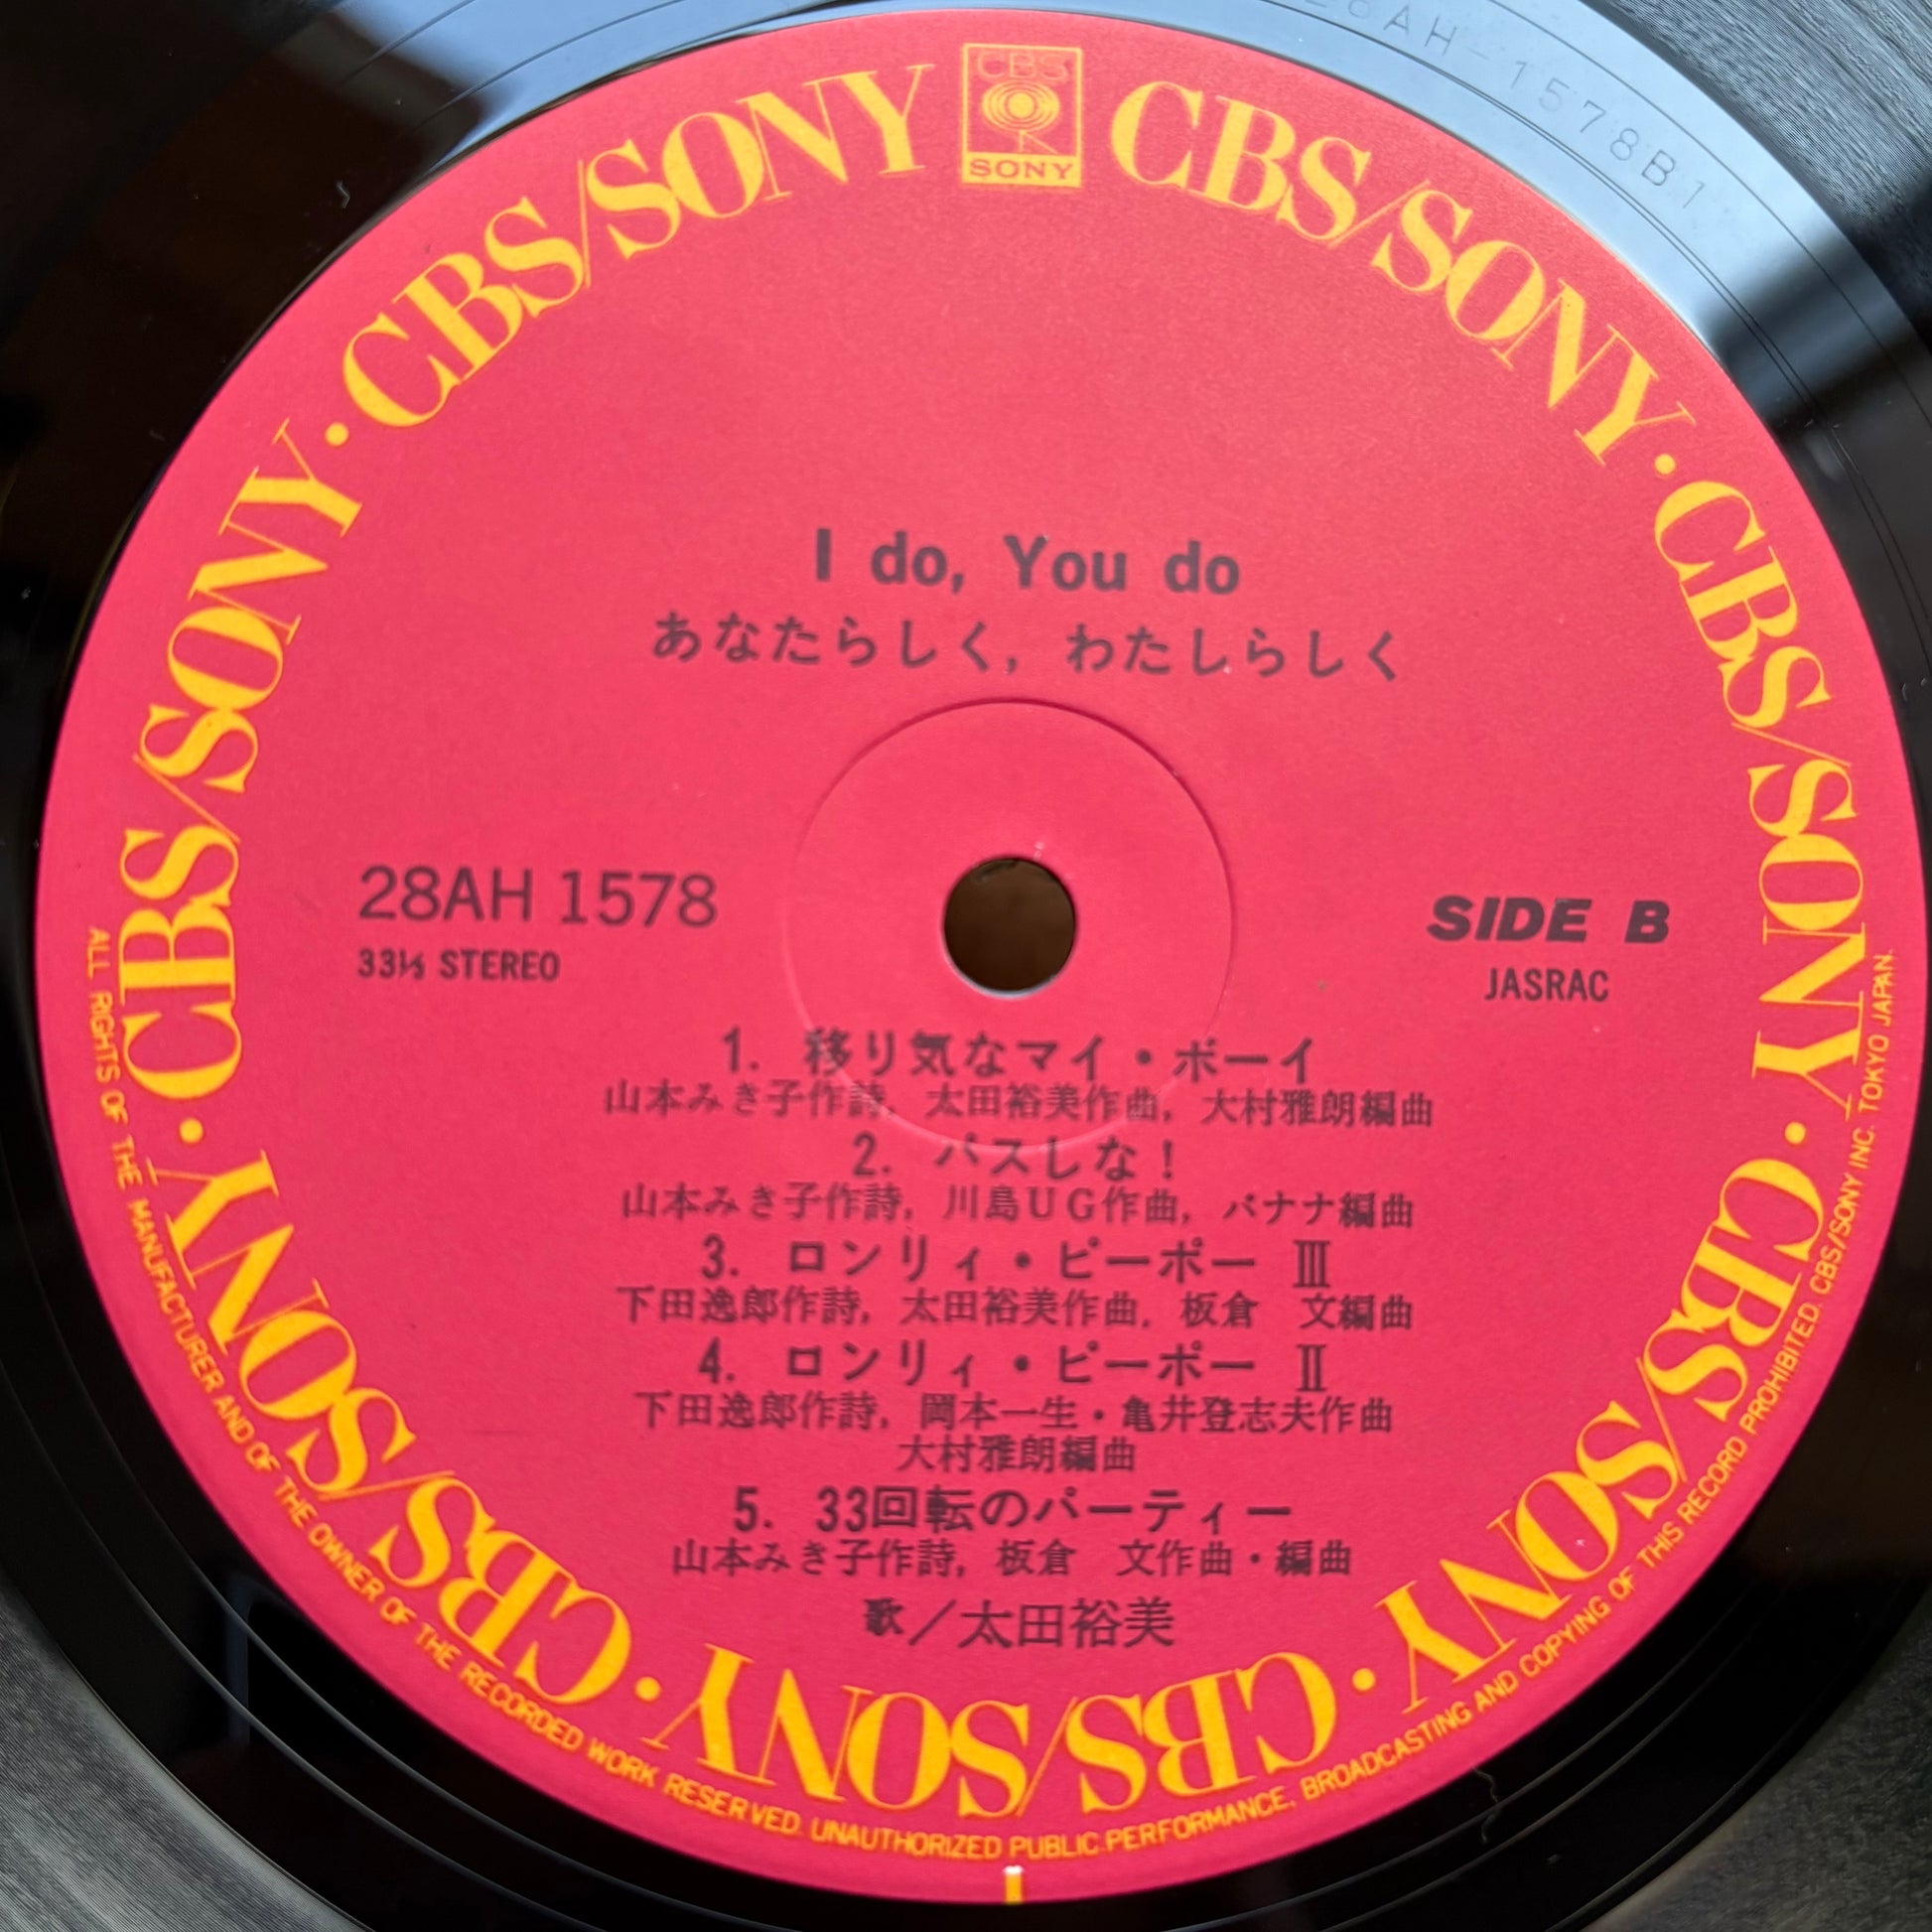 CBS
SONY
CBS/SONY · CBS/SONY · CBS/SONY · CBS/SONY · CBS/SONY · CBS/SONY · CBS/SONY
28AH-1578B1
I do, You do
あなたらしく, わたしらしく
28AH 1578
33⅓ STEREO
SIDE B
JASRAC
1. 移り気なマイ・ボーイ
山本みき子作詩, 太田裕美作曲, 大村雅朗編曲
2. パスしな！
山本みき子作詩, 川島UG作曲, バナナ編曲
3. ロンリィ・ピーポー Ⅲ
下田逸郎作詩, 太田裕美作曲, 板倉　文編曲
4. ロンリィ・ピーポー Ⅱ
下田逸郎作詩, 岡本一生・亀井登志夫作曲
大村雅朗編曲
5. 33回転のパーティー
山本みき子作詩, 板倉　文作曲・編曲
歌／太田裕美
ALL RIGHTS OF THE MANUFACTURER AND OF THE OWNER OF THE RECORDED WORK RESERVED. UNAUTHORIZED PUBLIC PERFORMANCE, BROADCASTING AND COPYING OF THIS RECORD PROHIBITED. CBS/SONY INC. TOKYO JAPAN.